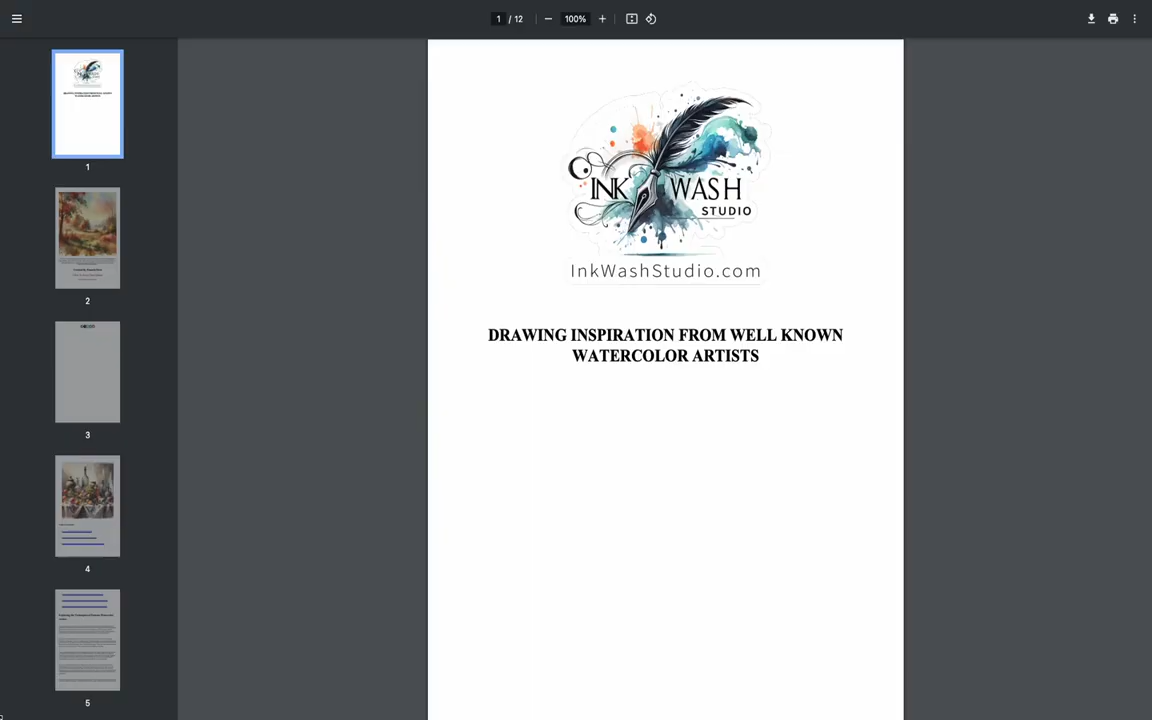 1 / 12
100%
INK WASH
STUDIO
InkWashStudio.com
DRAWING INSPIRATION FROM WELL KNOWN
WATERCOLOR ARTISTS
1
2
3
4
5